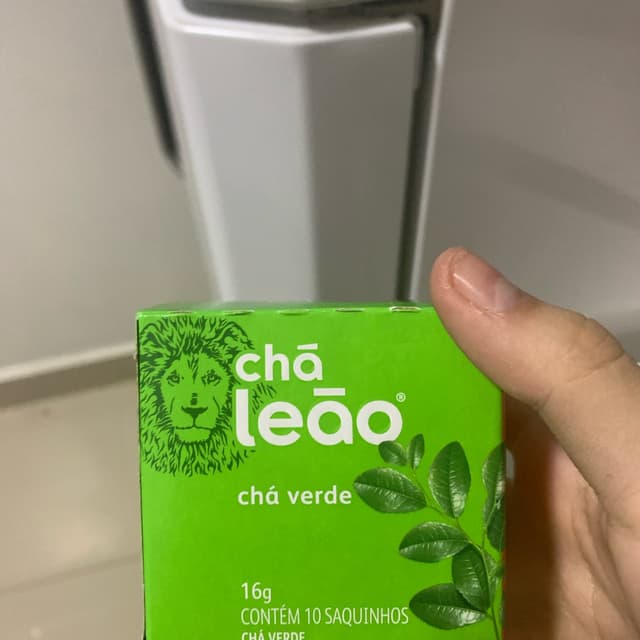 chá
leão®
chá verde
16g
CONTÉM 10 SAQUINHOS
CHÁ VERDE